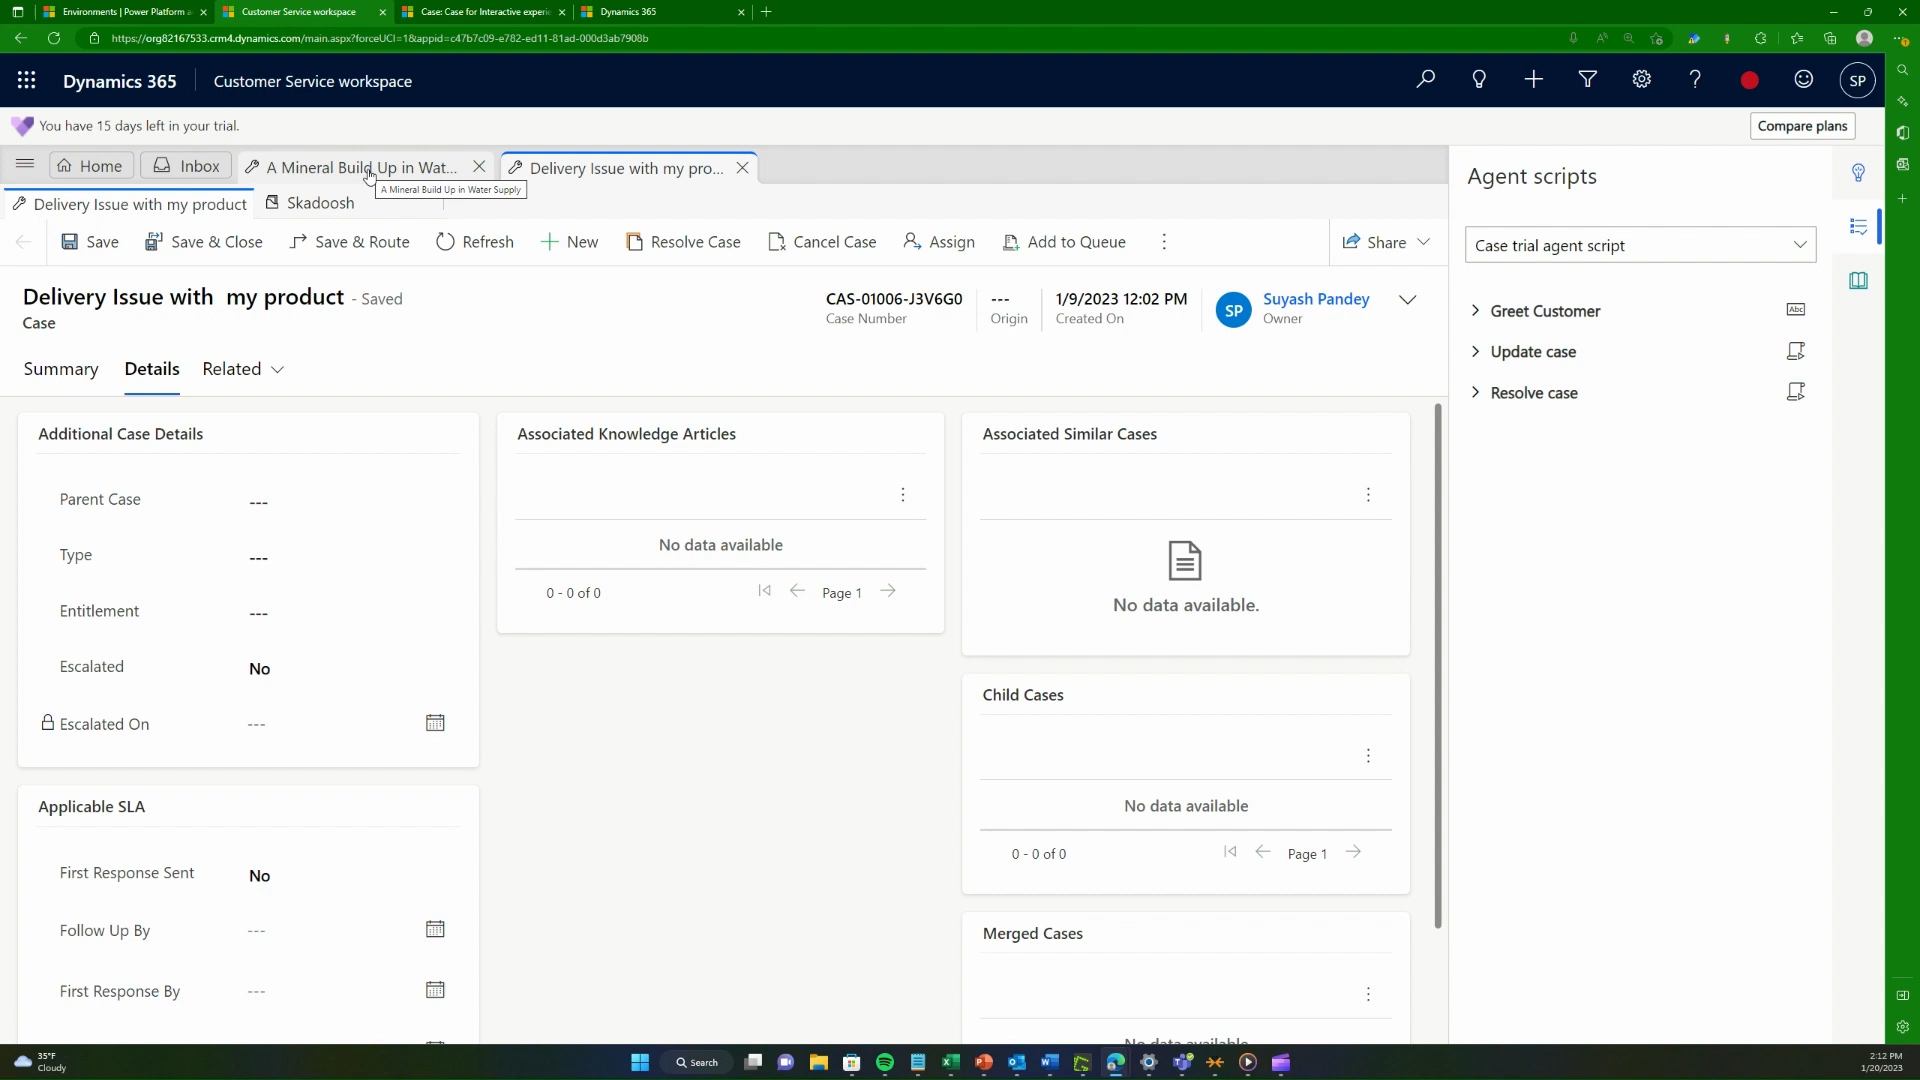 Environments | Power Platform a
Customer Service workspace
Case: Case for Interactive experie
Dynamics 365
https://org82167533.crm4.dynamics.com/main.aspx?forceUCI=1&appid=c47b7c09-e782-ed11-81ad-000d3ab7908b
Dynamics 365
Customer Service workspace
SP
You have 15 days left in your trial.
Compare plans
Home
Inbox
A Mineral Build Up in Wat...
Delivery Issue with my pro...
A Mineral Build Up in Water Supply
Delivery Issue with my product
Skadoosh
Save
Save & Close
Save & Route
Refresh
New
Resolve Case
Cancel Case
Assign
Add to Queue
Share
Delivery Issue with my product - Saved
Case
CAS-01006-J3V6G0
Case Number
---
Origin
1/9/2023 12:02 PM
Created On
SP
Suyash Pandey
Owner
Summary
Details
Related
Additional Case Details
Parent Case ---
Type ---
Entitlement ---
Escalated No
Escalated On ---
Applicable SLA
First Response Sent No
Follow Up By ---
First Response By ---
Associated Knowledge Articles
No data available
0 - 0 of 0
Page 1
Associated Similar Cases
No data available.
Child Cases
No data available
0 - 0 of 0
Page 1
Merged Cases
No data available
Agent scripts
Case trial agent script
Greet Customer
Abc
Update case
Resolve case
35°F
Cloudy
Search
2:12 PM
1/20/2023